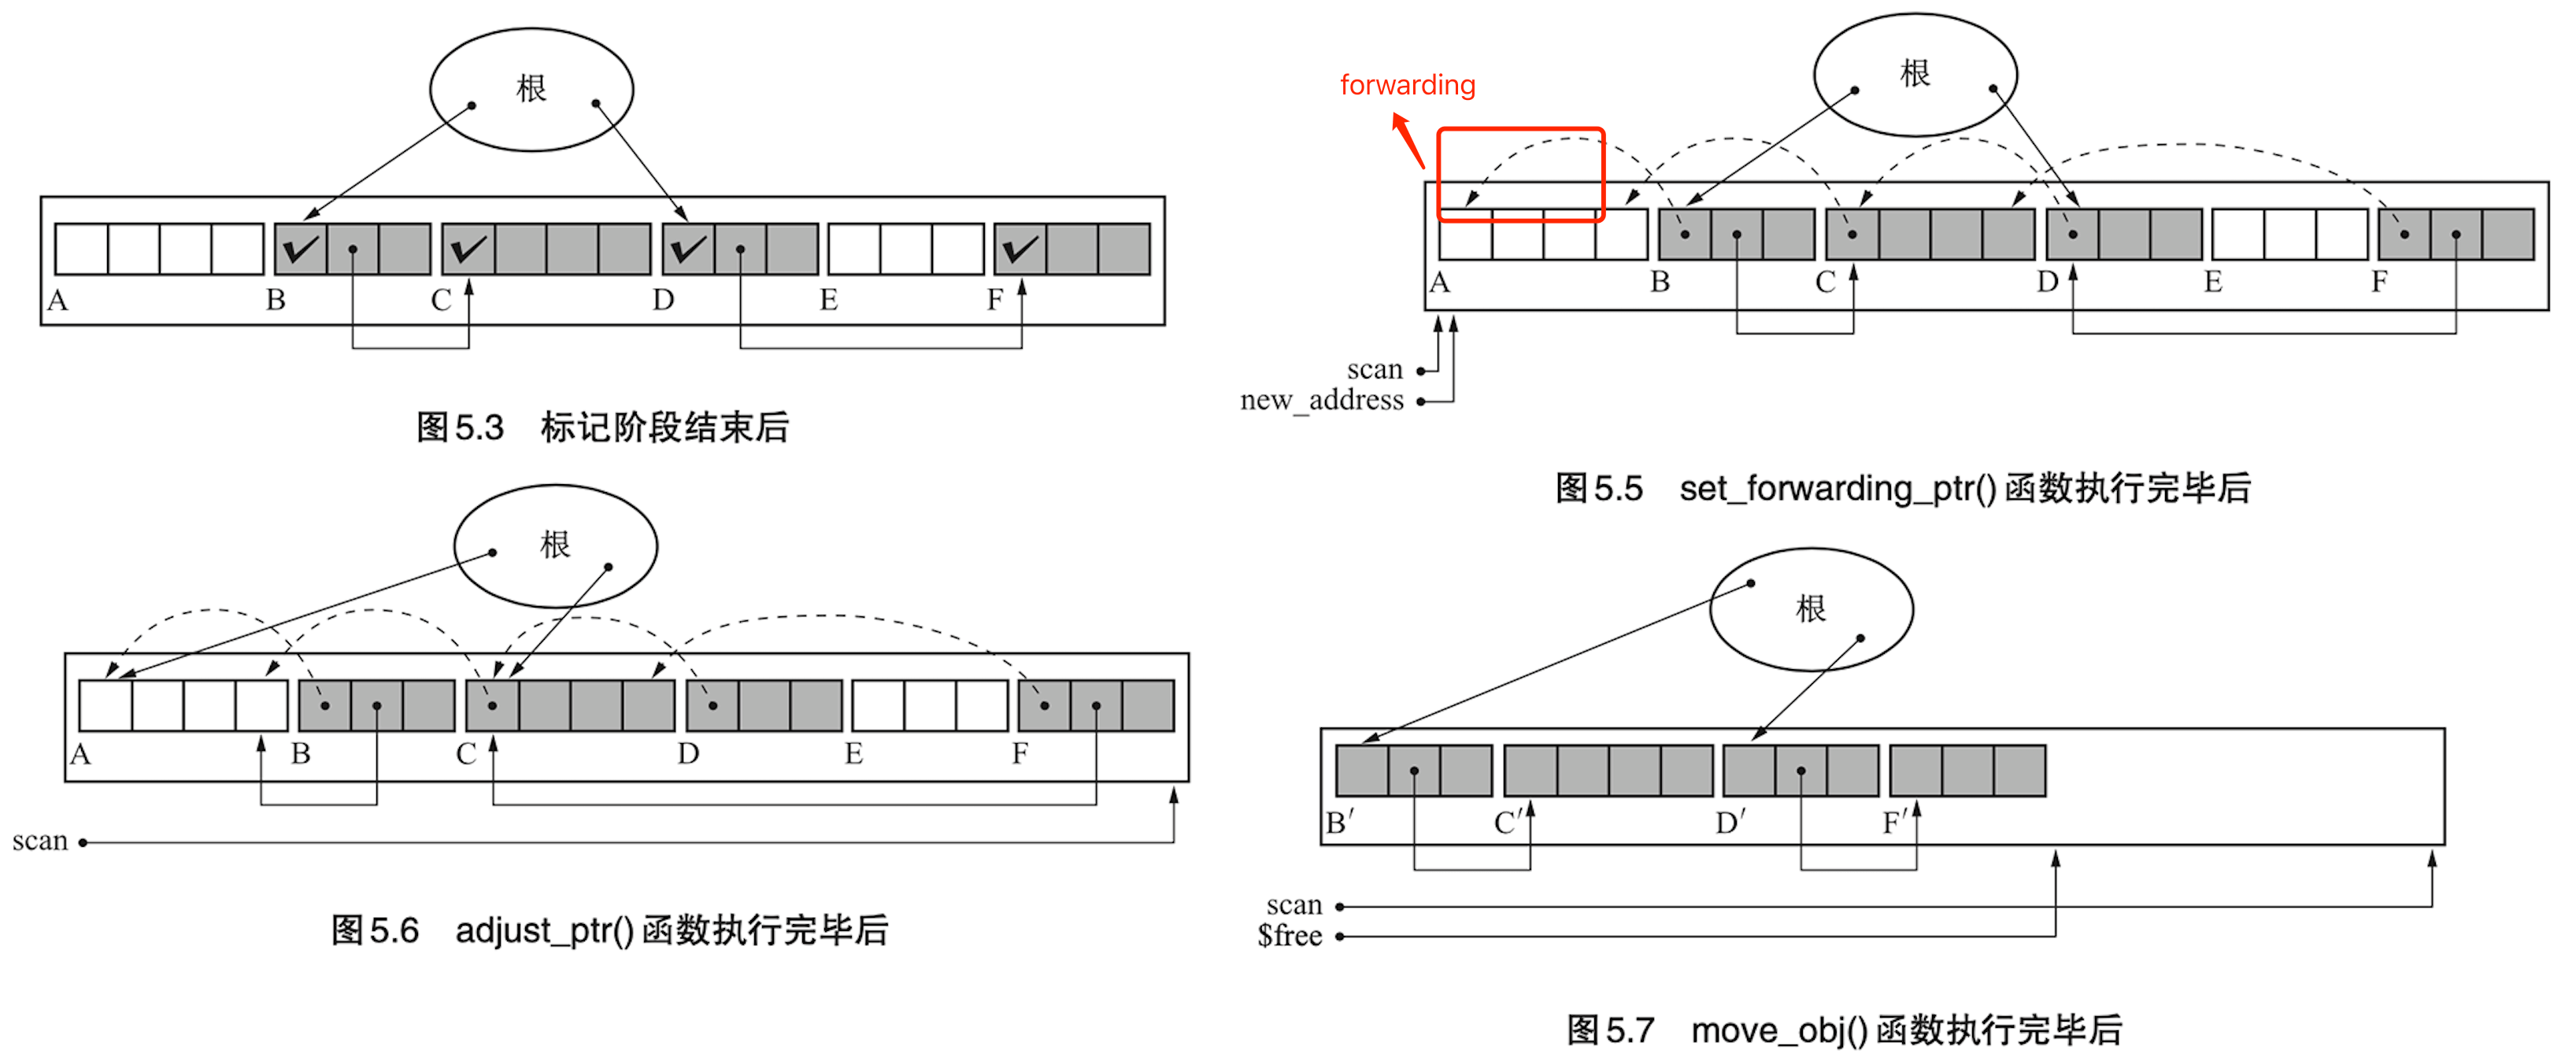 根
A B C D E F
图5.3 标记阶段结束后
forwarding
根
A B C D E F
scan
new_address
图5.5 set_forwarding_ptr()函数执行完毕后
根
A B C D E F
scan
图5.6 adjust_ptr()函数执行完毕后
根
B′ C′ D′ F′
scan
$free
图5.7 move_obj()函数执行完毕后